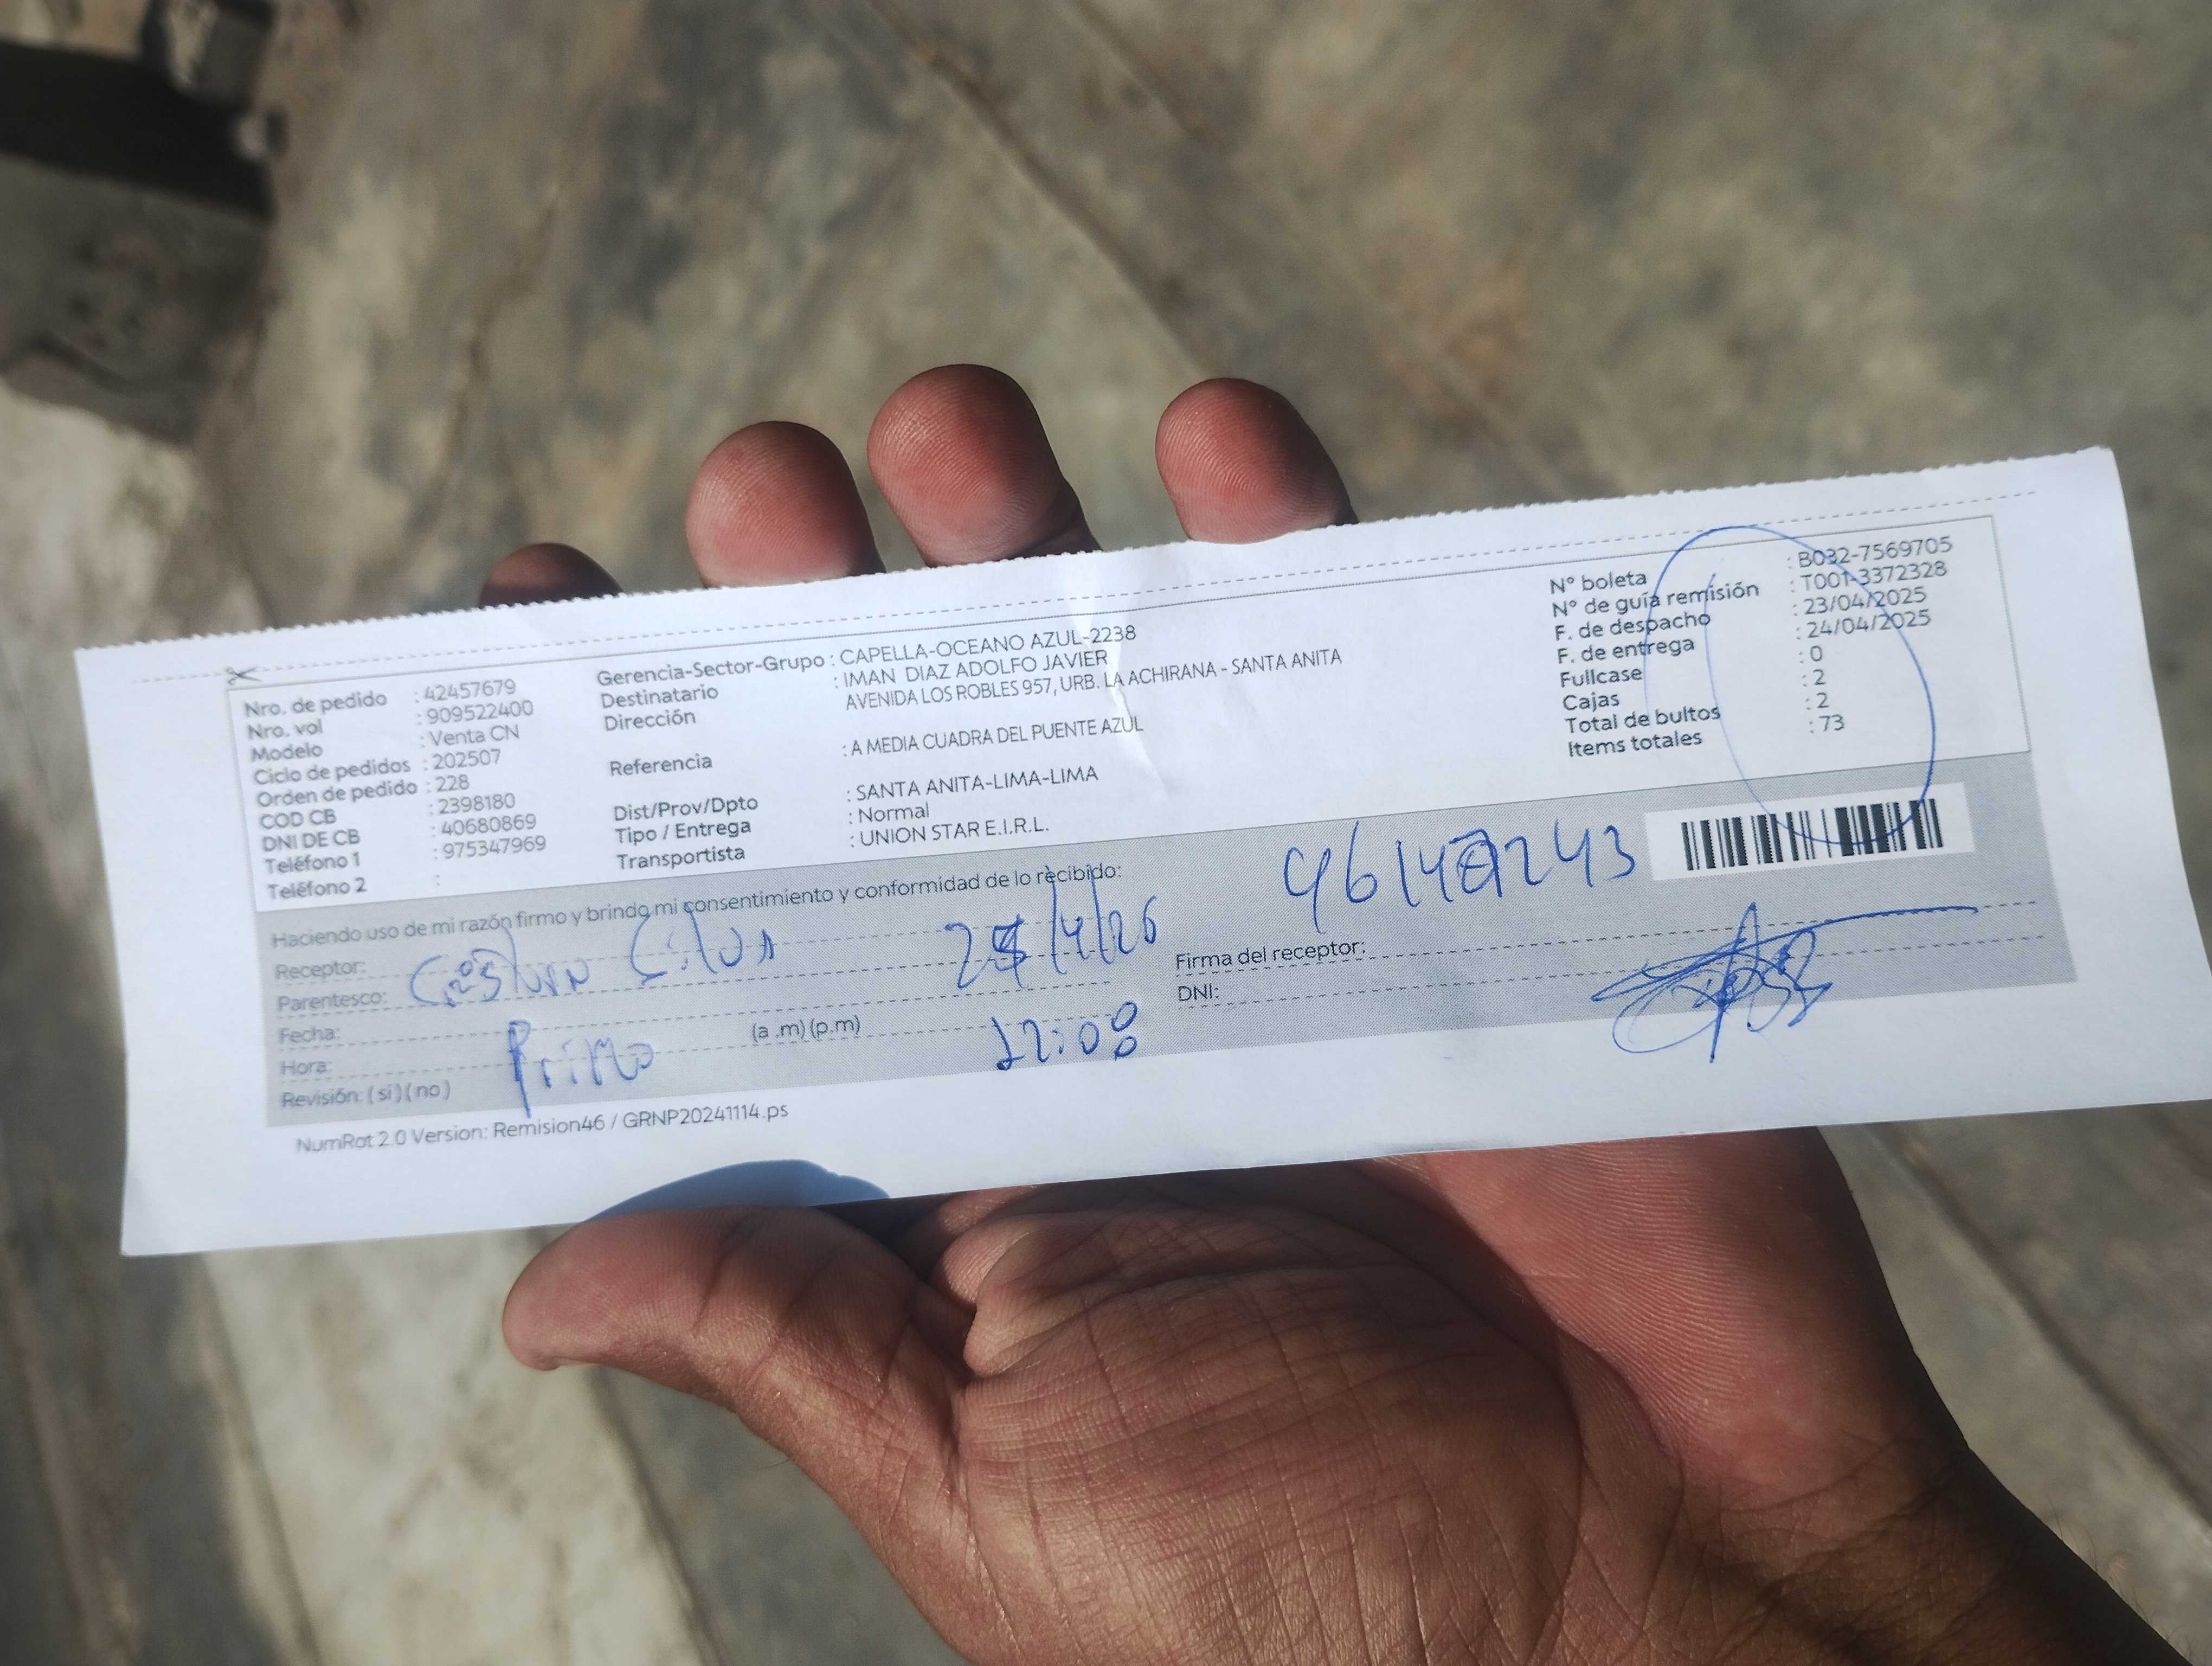 Nro. de pedido : 42457679
Nro. vol : 909522400
Modelo : Venta CN
Ciclo de pedidos : 202507
Orden de pedido : 228
COD CB : 2398180
DNI DE CB : 40680869
Teléfono 1 : 975347969
Teléfono 2 :
Gerencia-Sector-Grupo : CAPELLA-OCEANO AZUL-2238
Destinatario : IMAN DIAZ ADOLFO JAVIER
Dirección AVENIDA LOS ROBLES 957, URB. LA ACHIRANA - SANTA ANITA
Referencia : A MEDIA CUADRA DEL PUENTE AZUL
Dist/Prov/Dpto : SANTA ANITA-LIMA-LIMA
Tipo / Entrega : Normal
Transportista : UNION STAR E.I.R.L.
N° boleta : B032-7569705
N° de guía remisión : T001-3372328
F. de despacho : 23/04/2025
F. de entrega : 24/04/2025
Fullcase : 0
Cajas : 2
Total de bultos : 2
Items totales : 73
Haciendo uso de mi razón firmo y brindo mi consentimiento y conformidad de lo recibido:
Receptor:
Parentesco:
Fecha:
Hora: (a .m) (p.m)
Revisión: ( si ) ( no )
Primo
Firma del receptor:
DNI:
NumRot 2.0 Version: Remision46 / GRNP20241114.ps